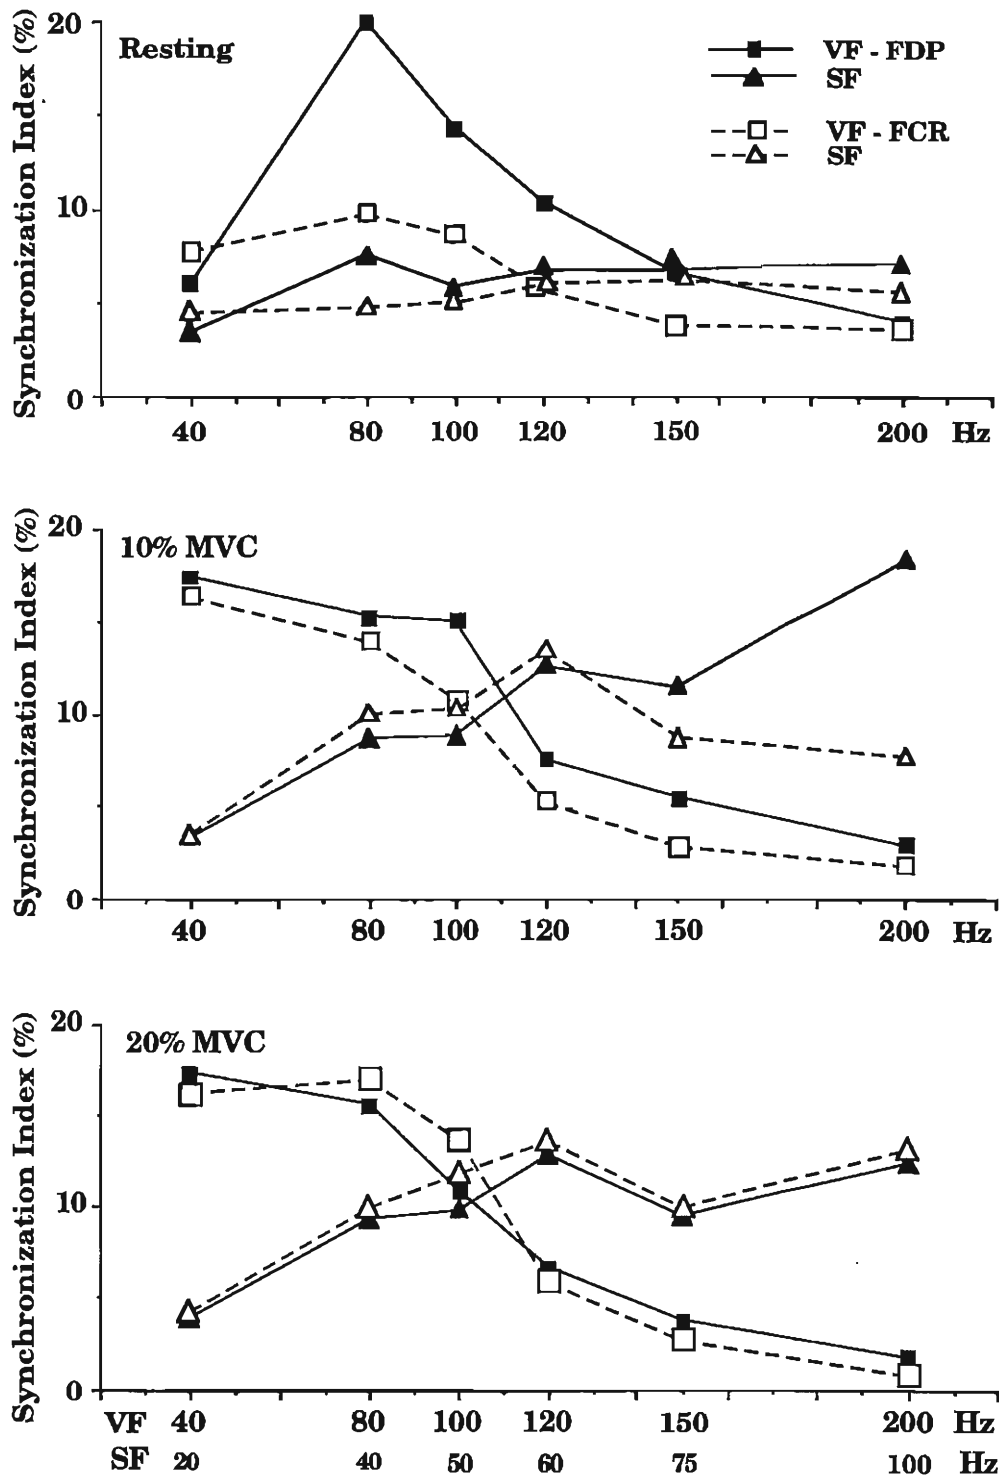 Synchronization Index (%)
20
10
0
Resting
VF - FDP
SF
VF - FCR
SF
40 80 100 120 150 200 Hz
Synchronization Index (%)
20
10
0
10% MVC
40 80 100 120 150 200 Hz
Synchronization Index (%)
20
10
0
20% MVC
VF 40 80 100 120 150 200 Hz
SF 20 40 50 60 75 100 Hz